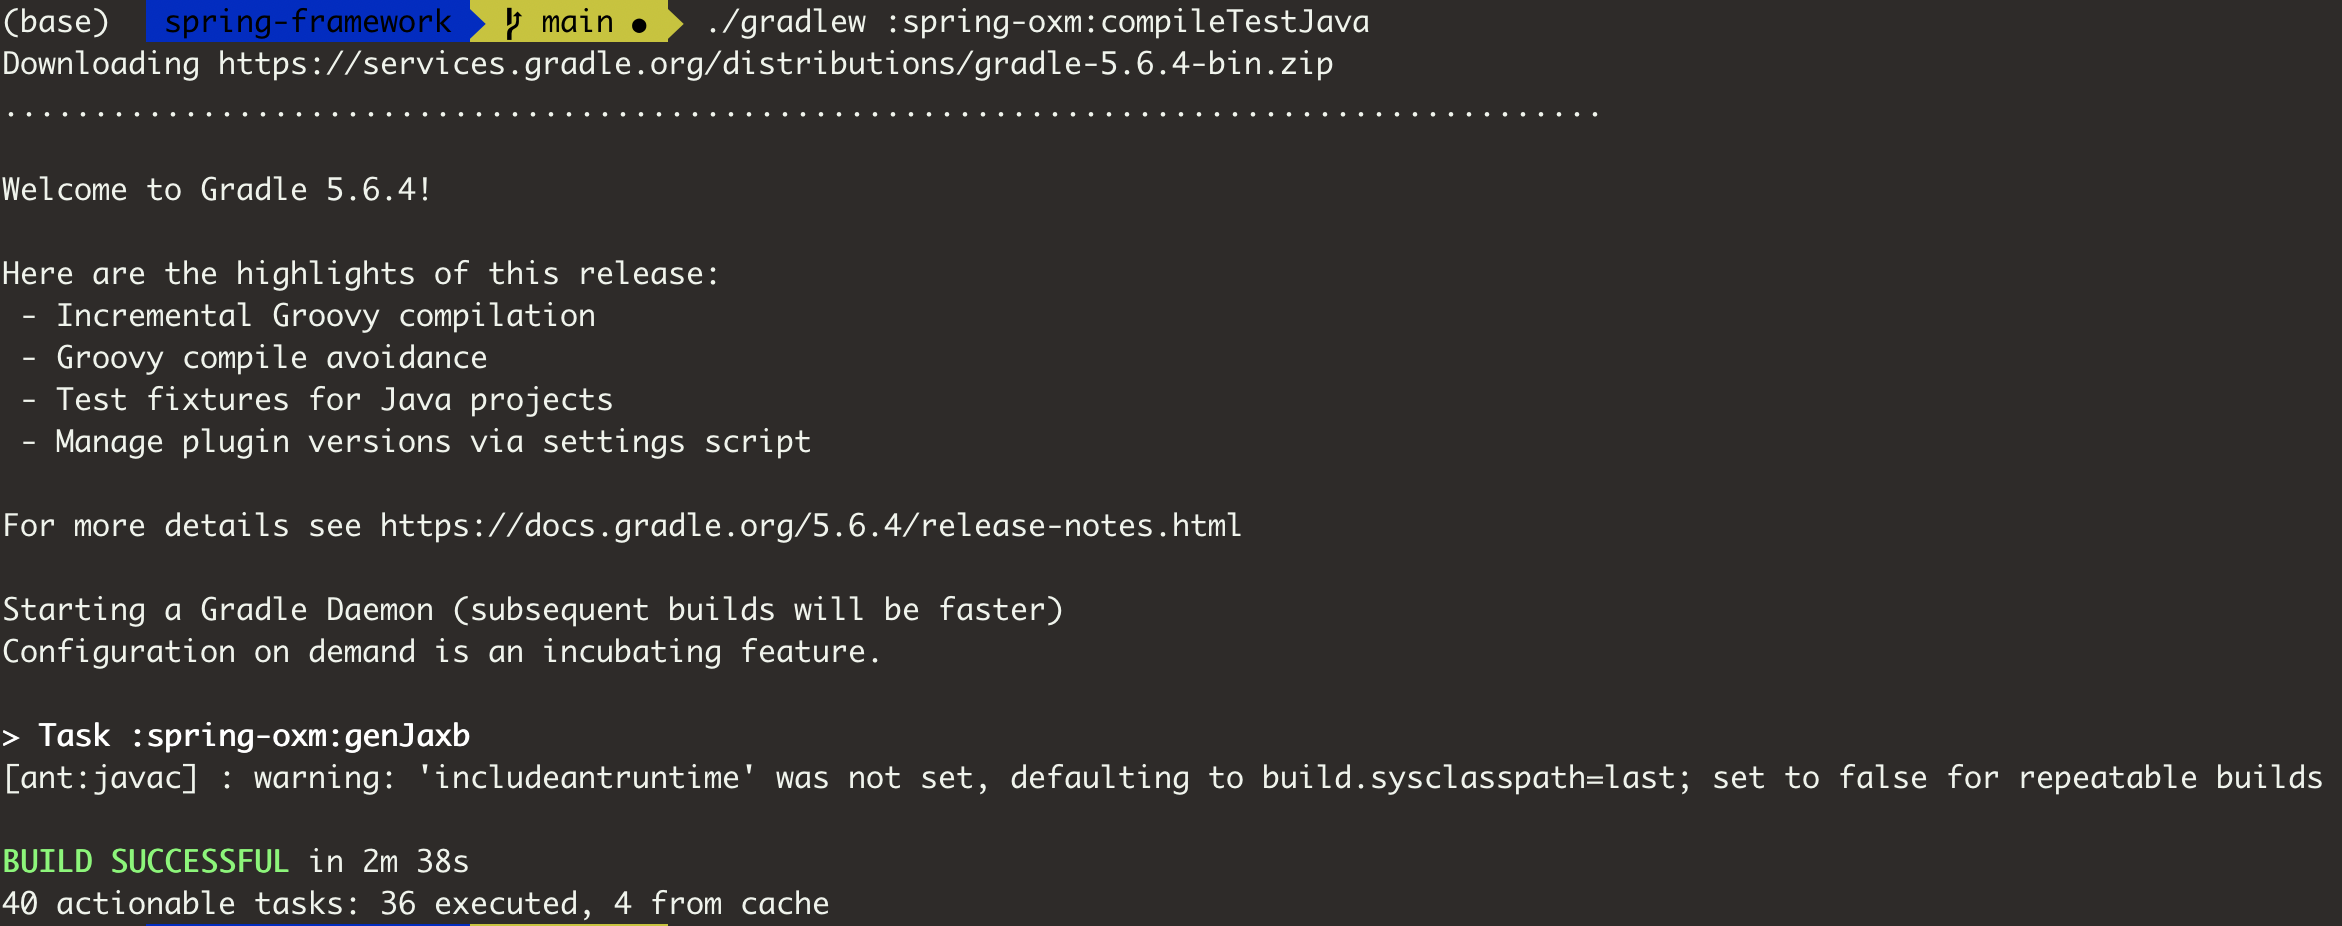 (base) spring-framework main ● ./gradlew :spring-oxm:compileTestJava
Downloading https://services.gradle.org/distributions/gradle-5.6.4-bin.zip
.........................................................................................
Welcome to Gradle 5.6.4!
Here are the highlights of this release:
- Incremental Groovy compilation
- Groovy compile avoidance
- Test fixtures for Java projects
- Manage plugin versions via settings script
For more details see https://docs.gradle.org/5.6.4/release-notes.html
Starting a Gradle Daemon (subsequent builds will be faster)
Configuration on demand is an incubating feature.
> Task :spring-oxm:genJaxb
[ant:javac] : warning: 'includeantruntime' was not set, defaulting to build.sysclasspath=last; set to false for repeatable builds
BUILD SUCCESSFUL in 2m 38s
40 actionable tasks: 36 executed, 4 from cache